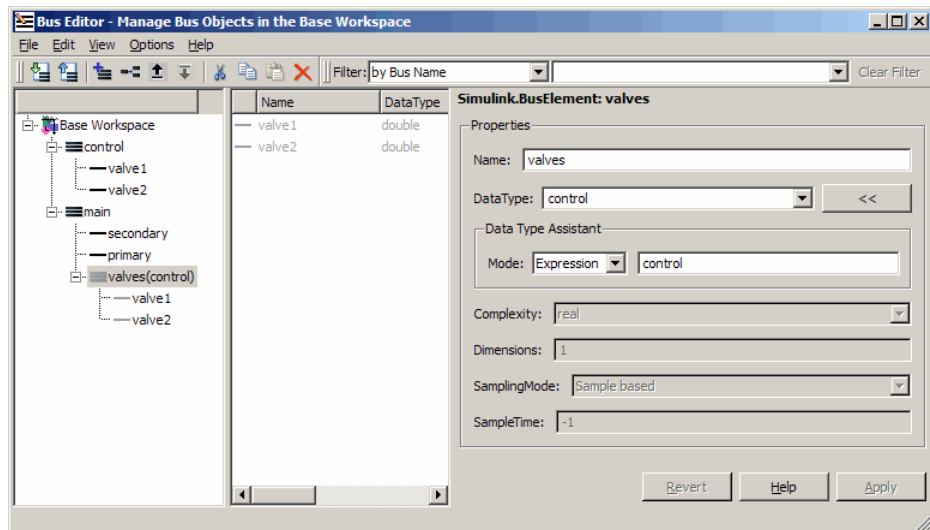 Bus Editor - Manage Bus Objects in the Base Workspace
File Edit View Options Help
Filter: by Bus Name Clear Filter
Base Workspace
control
valve1
valve2
main
secondary
primary
valves(control)
valve1
valve2
Name DataType
valve1 double
valve2 double
Simulink.BusElement: valves
Properties
Name: valves
DataType: control <<
Data Type Assistant
Mode: Expression control
Complexity: real
Dimensions: 1
SamplingMode: Sample based
SampleTime: -1
Revert Help Apply